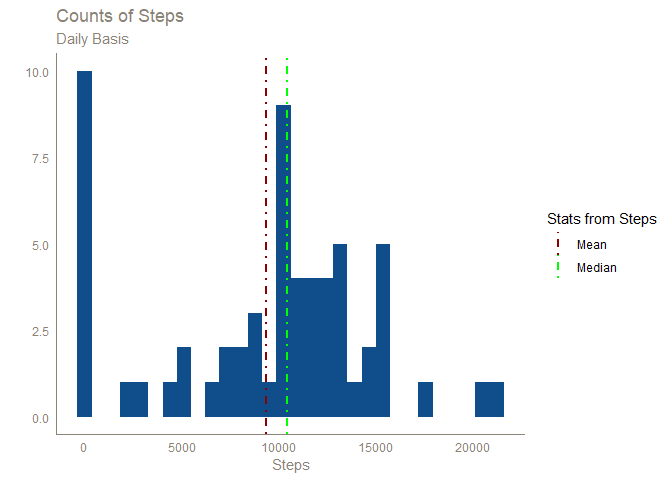 Counts of Steps
Daily Basis
10.0
7.5
5.0
2.5
0.0
0 5000 10000 15000 20000
Steps
Stats from Steps
Mean
Median